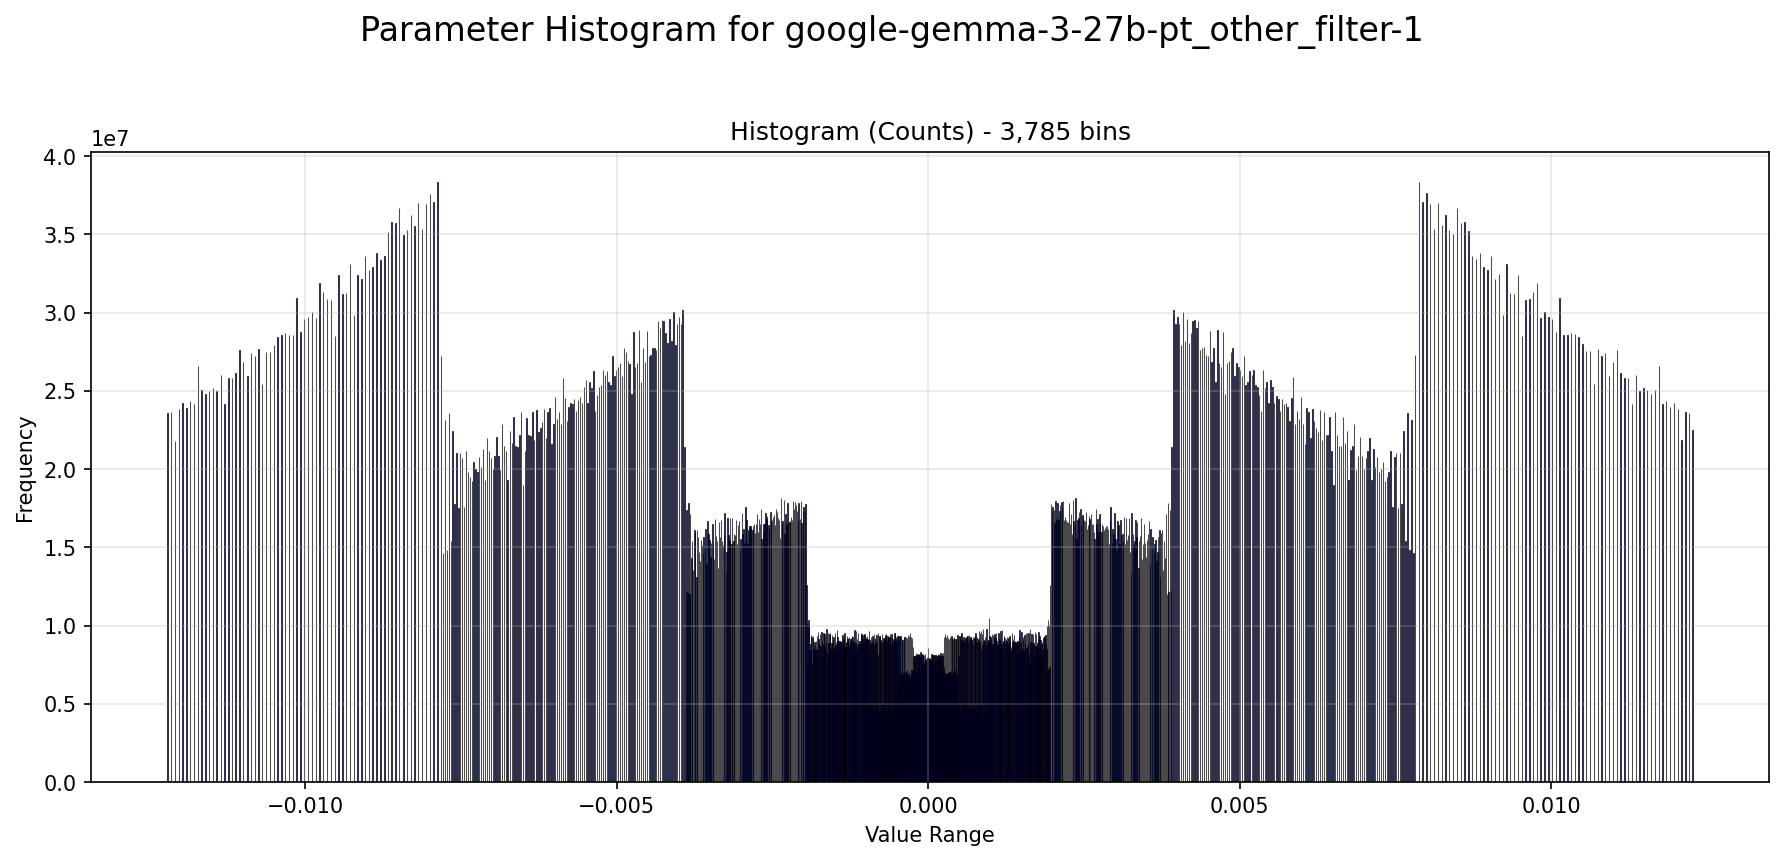 Parameter Histogram for google-gemma-3-27b-pt_other_filter-1
Histogram (Counts) - 3,785 bins
1e7
4.0
3.5
3.0
2.5
2.0
1.5
1.0
0.5
0.0
Frequency
−0.010
−0.005
0.000
0.005
0.010
Value Range